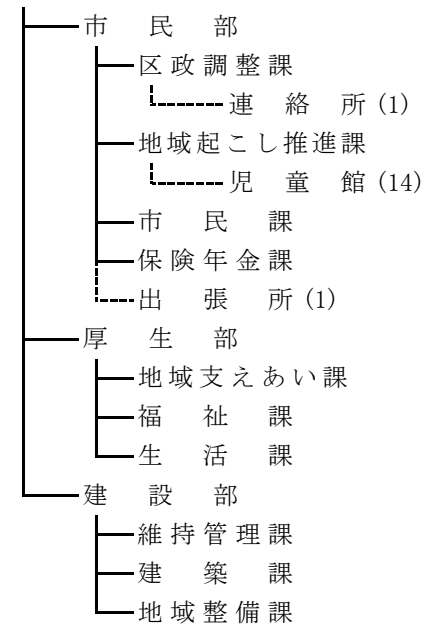 市民部
区政調整課
連絡所(1)
地域起こし推進課
児童館(14)
市民課
保険年金課
出張所(1)
厚生部
地域支えあい課
福祉課
生活課
建設部
維持管理課
建築課
地域整備課